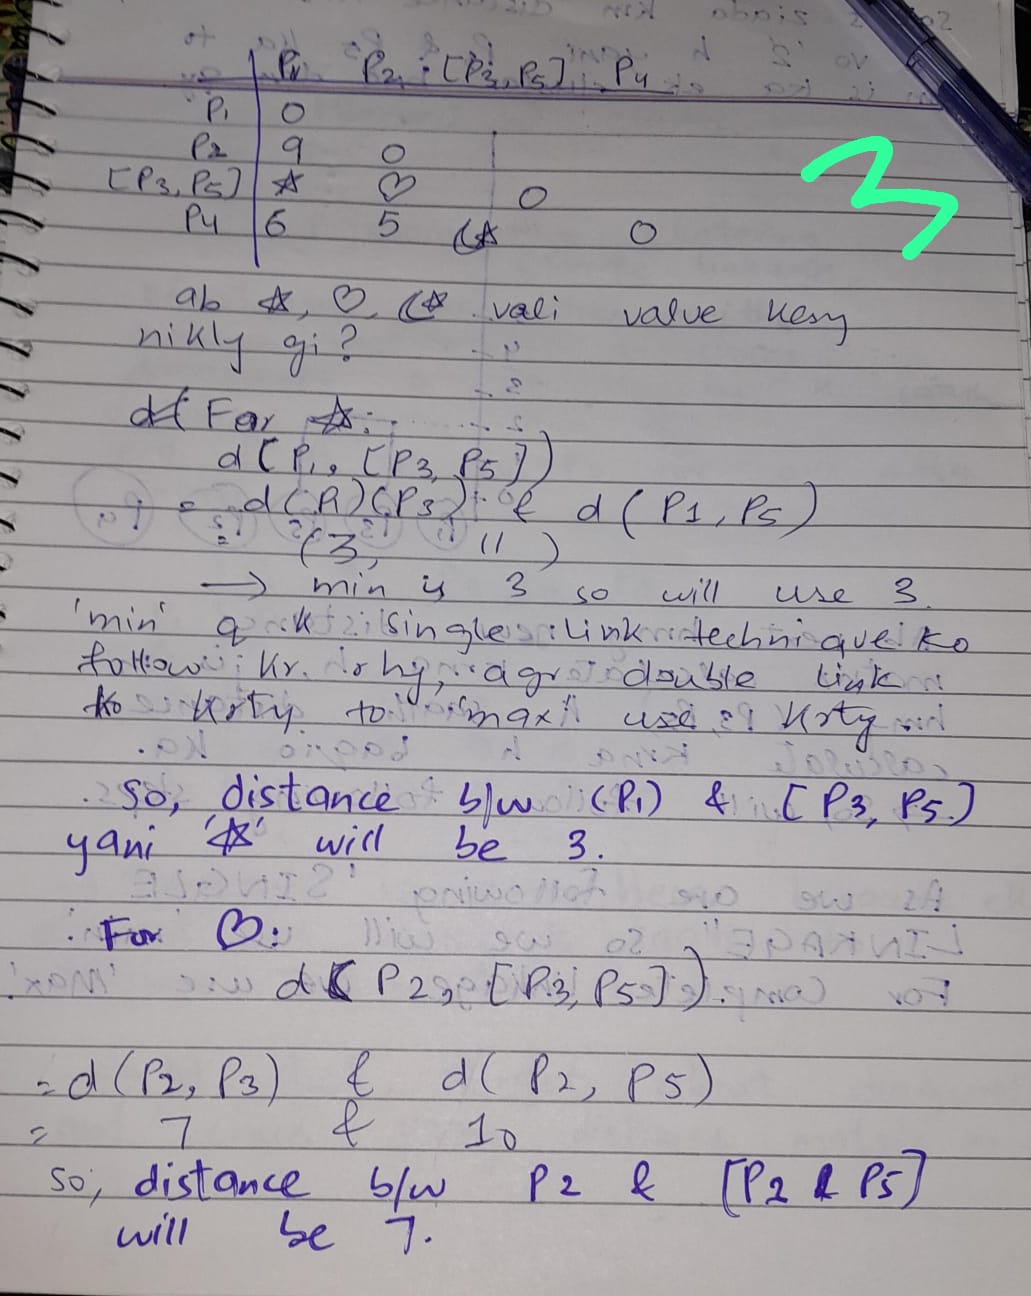 P1 P2 [P3, P5] P4
P1 0
P2 9 0
[P3, P5] ☆ ♡ 0
P4 6 5 (☆ 0
3
ab ☆, ♡, (☆ vali value kesy
nikly gi?
For ☆:
d(P1, [P3, P5])
= d(P1)(P3) & d(P1, P5)
= (3, 11)
→ min is 3 so will use 3.
'min' q k single link technique ko
follow kr rhy, agr double link
ko krty to 'max' use krty
so, distance b/w (P1) & [P3, P5]
yani '☆' will be 3.
For ♡:
d(P2, [P3, P5]).
= d(P2, P3) & d(P2, P5)
= 7 & 10
so, distance b/w P2 & [P2 & P5]
will be 7.